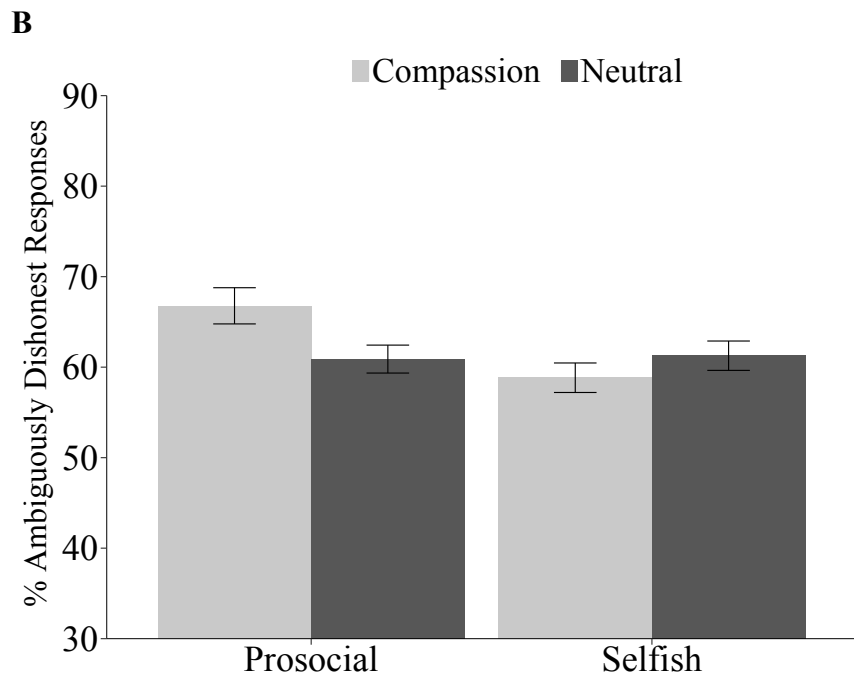 B
Compassion Neutral
% Ambiguously Dishonest Responses
90
80
70
60
50
40
30
Prosocial Selfish